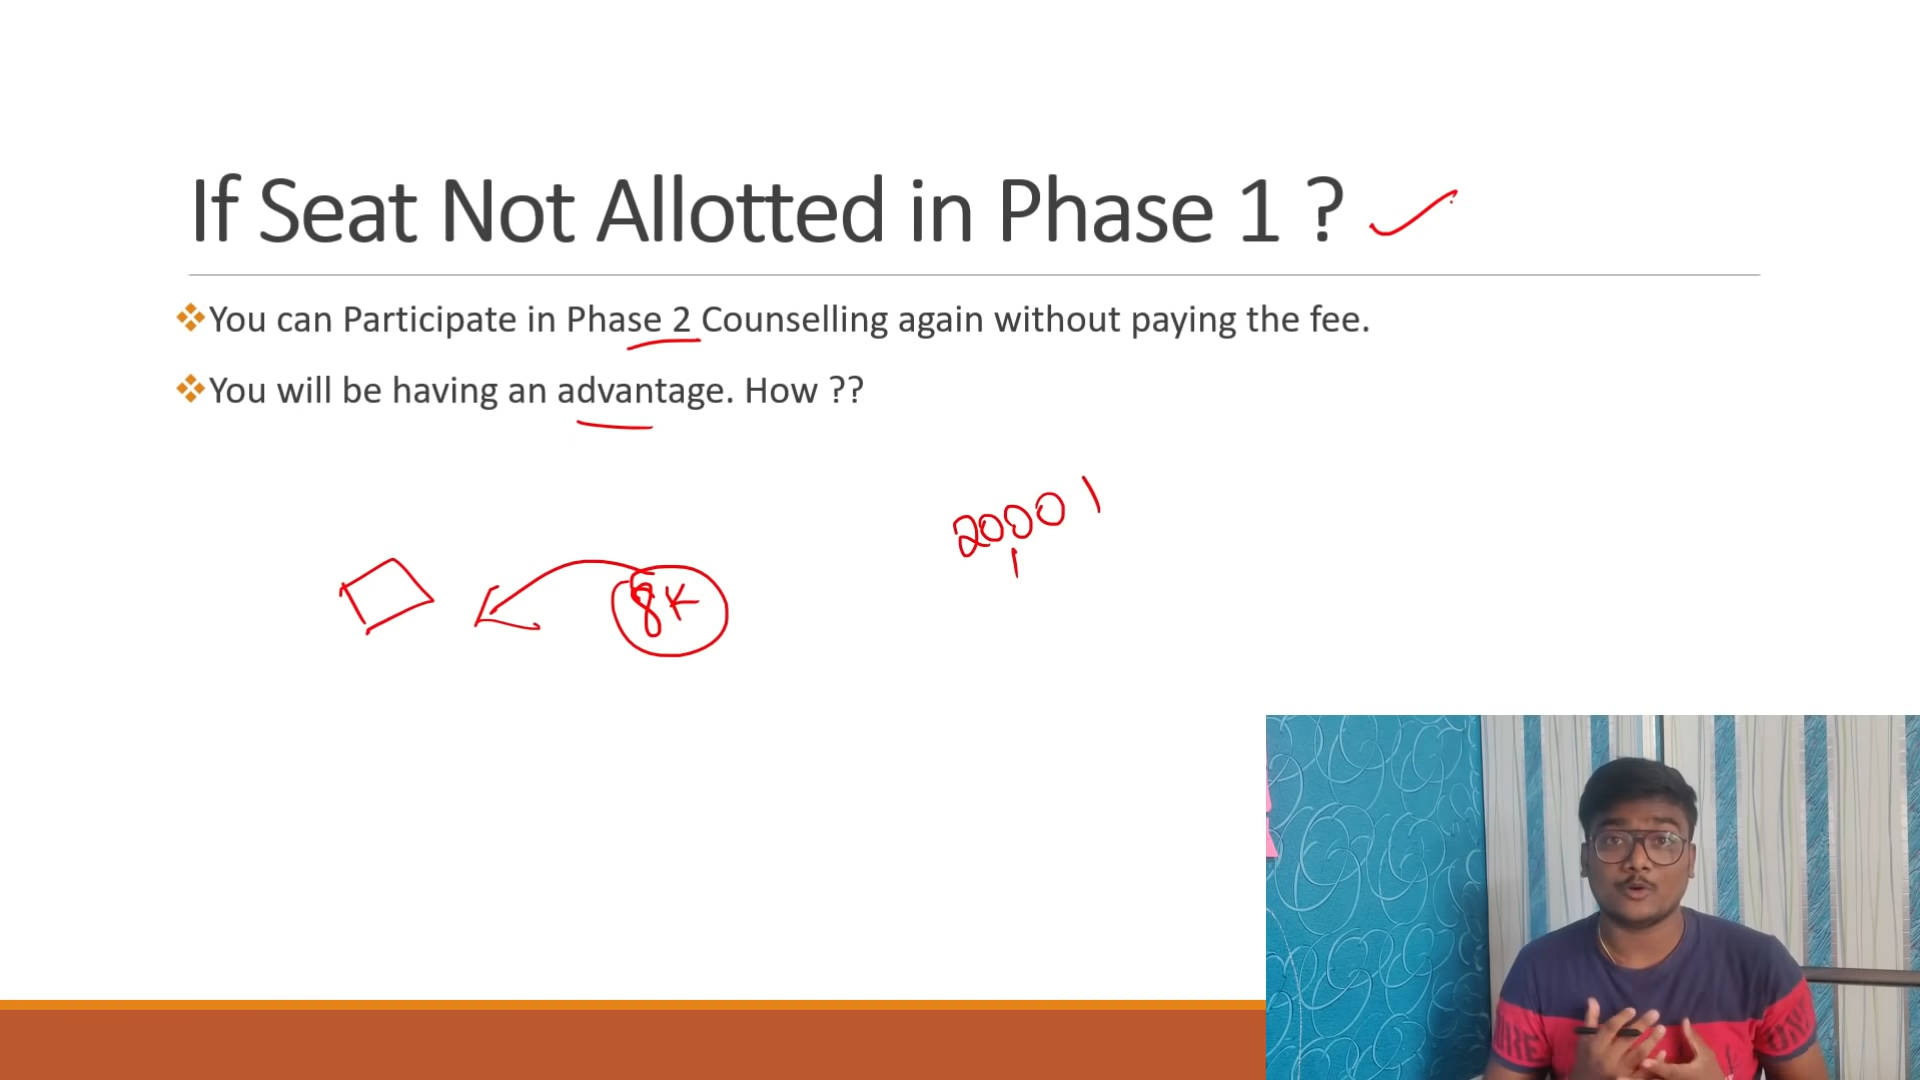 If Seat Not Allotted in Phase 1 ?
You can Participate in Phase 2 Counselling again without paying the fee.
You will be having an advantage. How ??
20001
8K